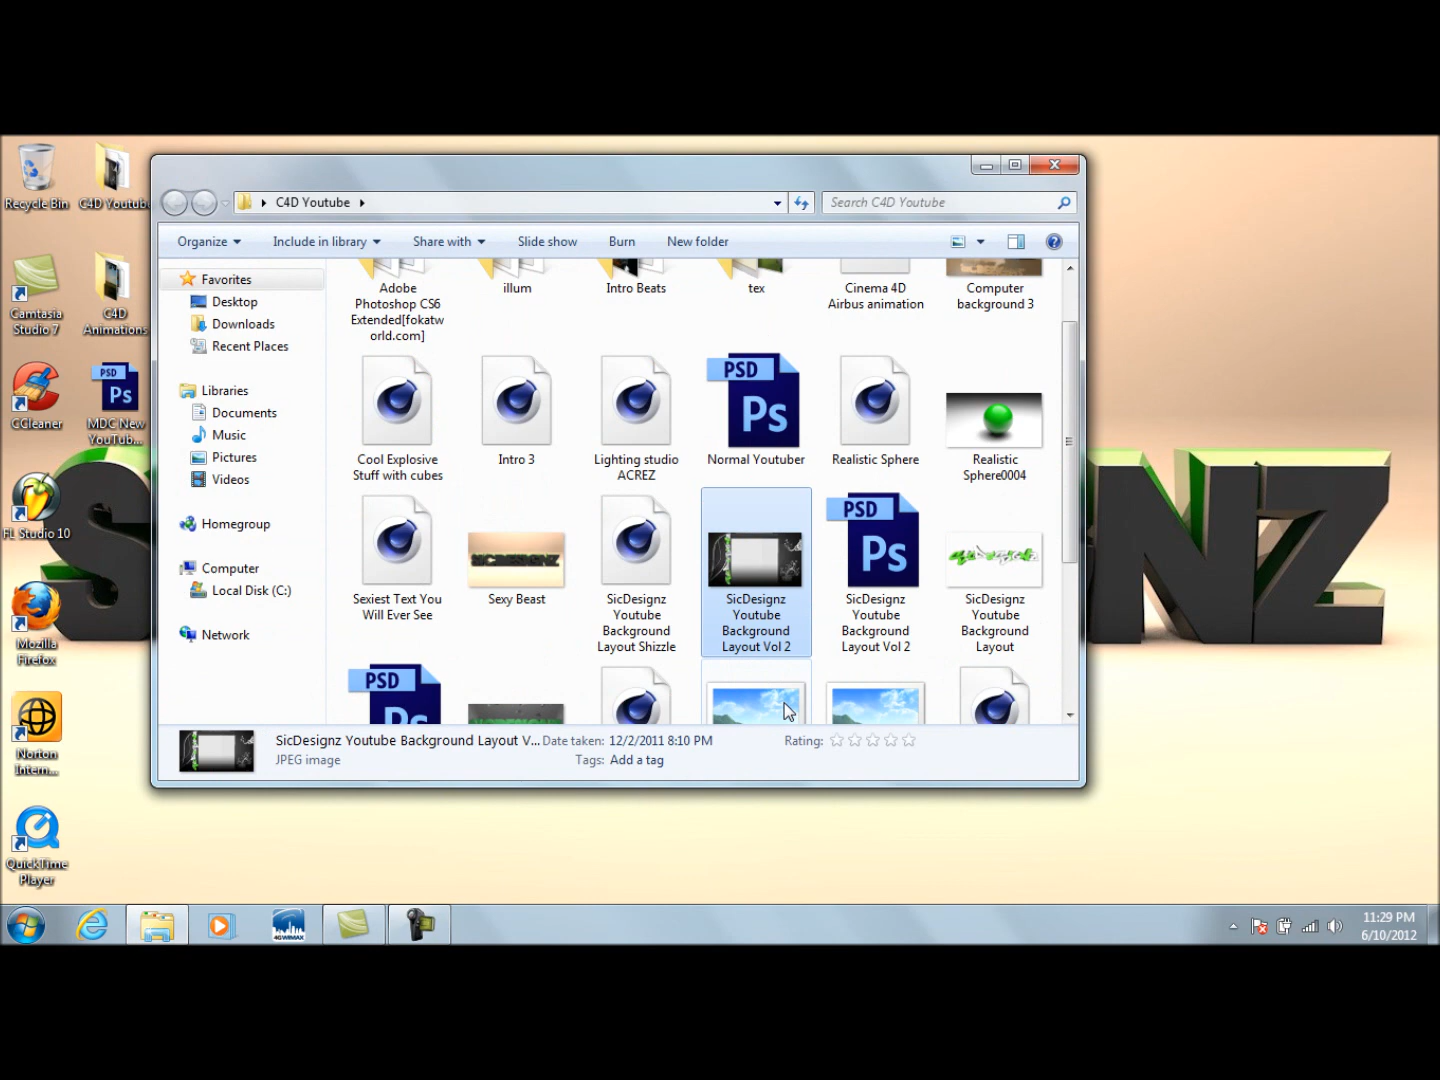 Recycle Bin
C4D Youtube
Camtasia
Studio 7
C4D
Animations
CCleaner
PSD
Ps
MDC New
YouTub...
FL Studio 10
Mozilla
Firefox
Norton
Intern...
QuickTime
Player
C4D Youtube
Search C4D Youtube
Organize
Include in library
Share with
Slide show
Burn
New folder
Favorites
Desktop
Downloads
Recent Places
Libraries
Documents
Music
Pictures
Videos
Homegroup
Computer
Local Disk (C:)
Network
Adobe
Photoshop CS6
Extended[fokatw
orld.com]
illum
Intro Beats
tex
Cinema 4D
Airbus animation
Computer
background 3
Cool Explosive
Stuff with cubes
Intro 3
Lighting studio
ACREZ
PSD
Ps
Normal Youtuber
Realistic Sphere
Realistic
Sphere0004
Sexiest Text You
Will Ever See
SICDESIGNZ
Sexy Beast
SicDesignz
Youtube
Background
Layout Shizzle
SicDesignz
Youtube
Background
Layout Vol 2
PSD
Ps
SicDesignz
Youtube
Background
Layout Vol 2
SicDesignz
Youtube
Background
Layout
PSD
Ps
SicDesignz Youtube Background Layout V...
Date taken: 12/2/2011 8:10 PM
Rating:
JPEG image
Tags: Add a tag
S
NZ
4G WiMAX
11:29 PM
6/10/2012